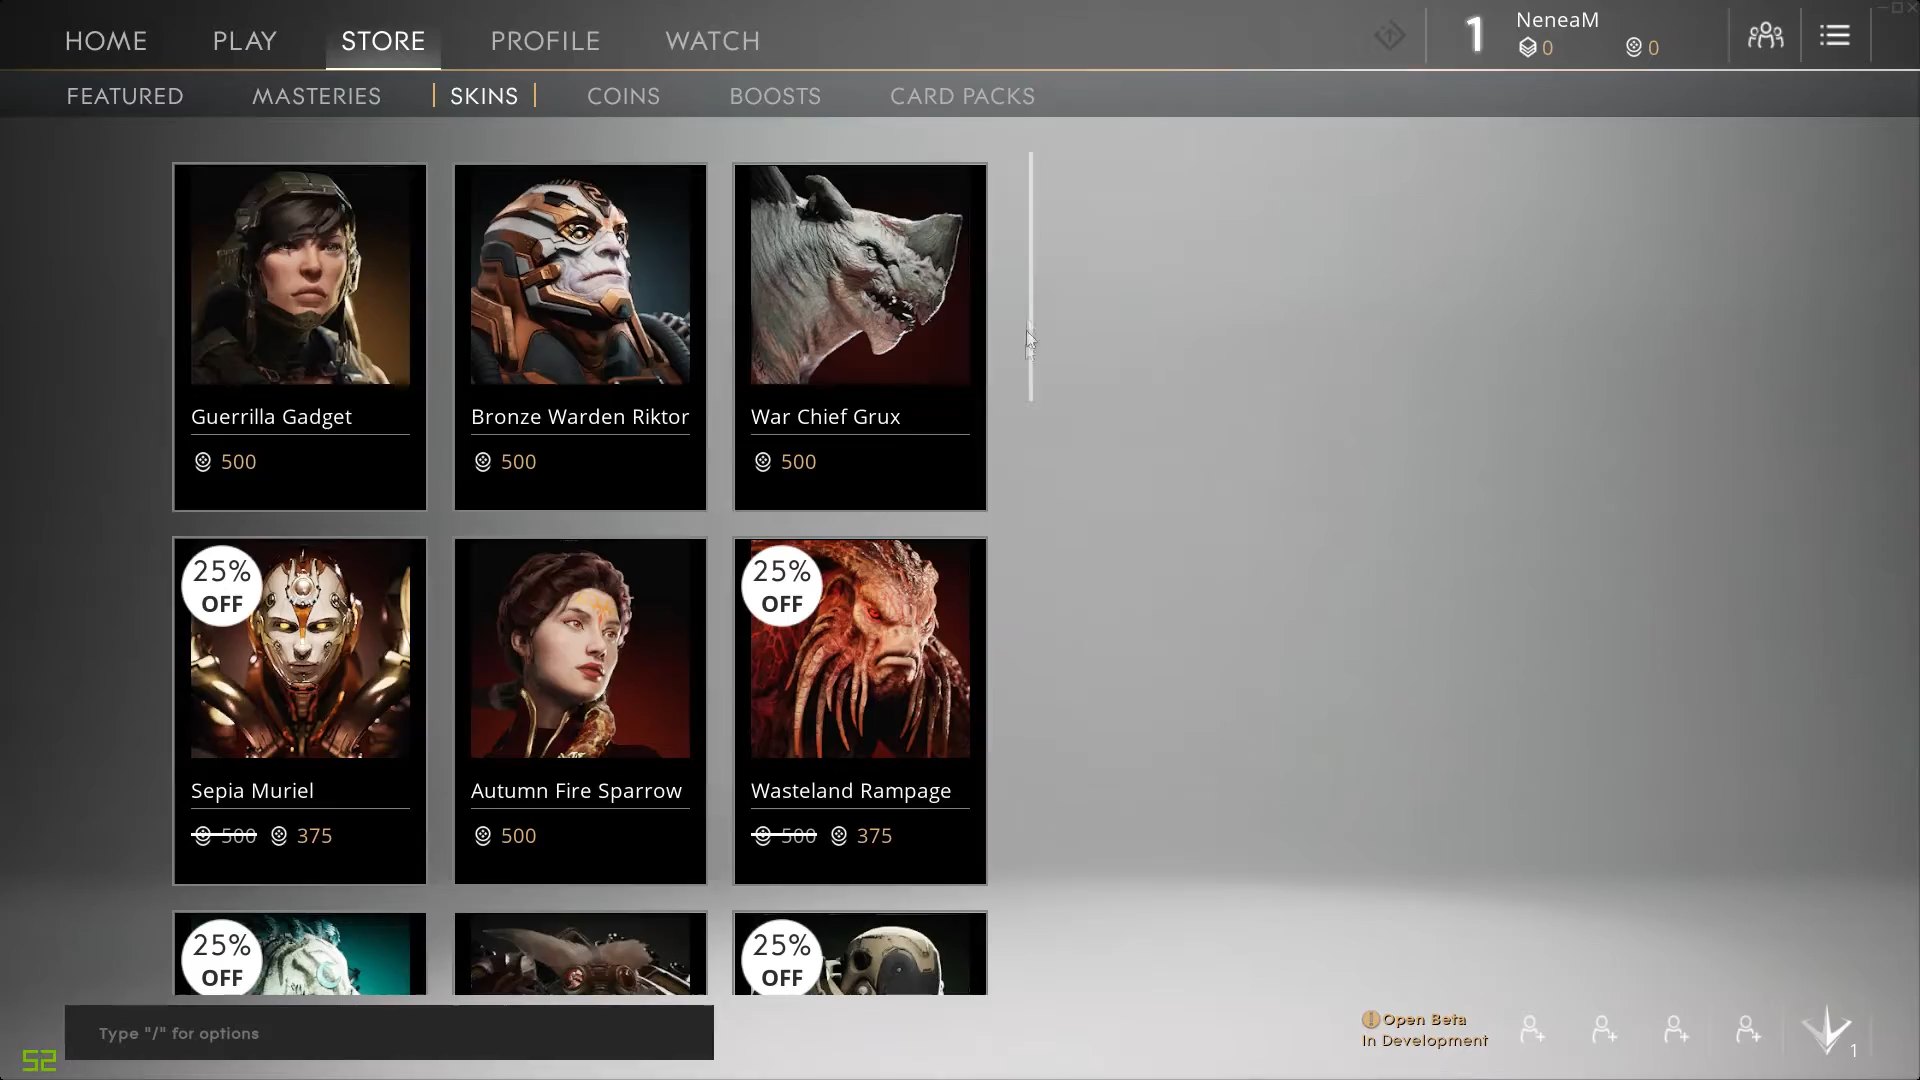 HOME PLAY STORE PROFILE WATCH
1 NeneaM
0 0
FEATURED MASTERIES SKINS COINS BOOSTS CARD PACKS
Guerrilla Gadget
500
Bronze Warden Riktor
500
War Chief Grux
500
25%
OFF
Sepia Muriel
500 375
Autumn Fire Sparrow
500
25%
OFF
Wasteland Rampage
500 375
25%
OFF
25%
OFF
Type "/" for options
Open Beta
In Development
1
52